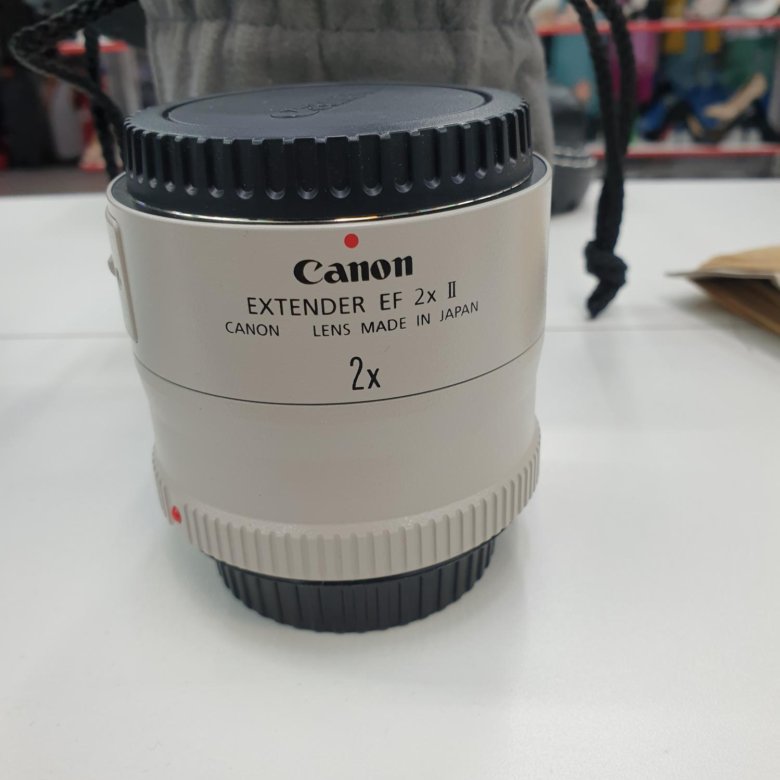 Canon
EXTENDER EF 2x II
CANON LENS MADE IN JAPAN
2x